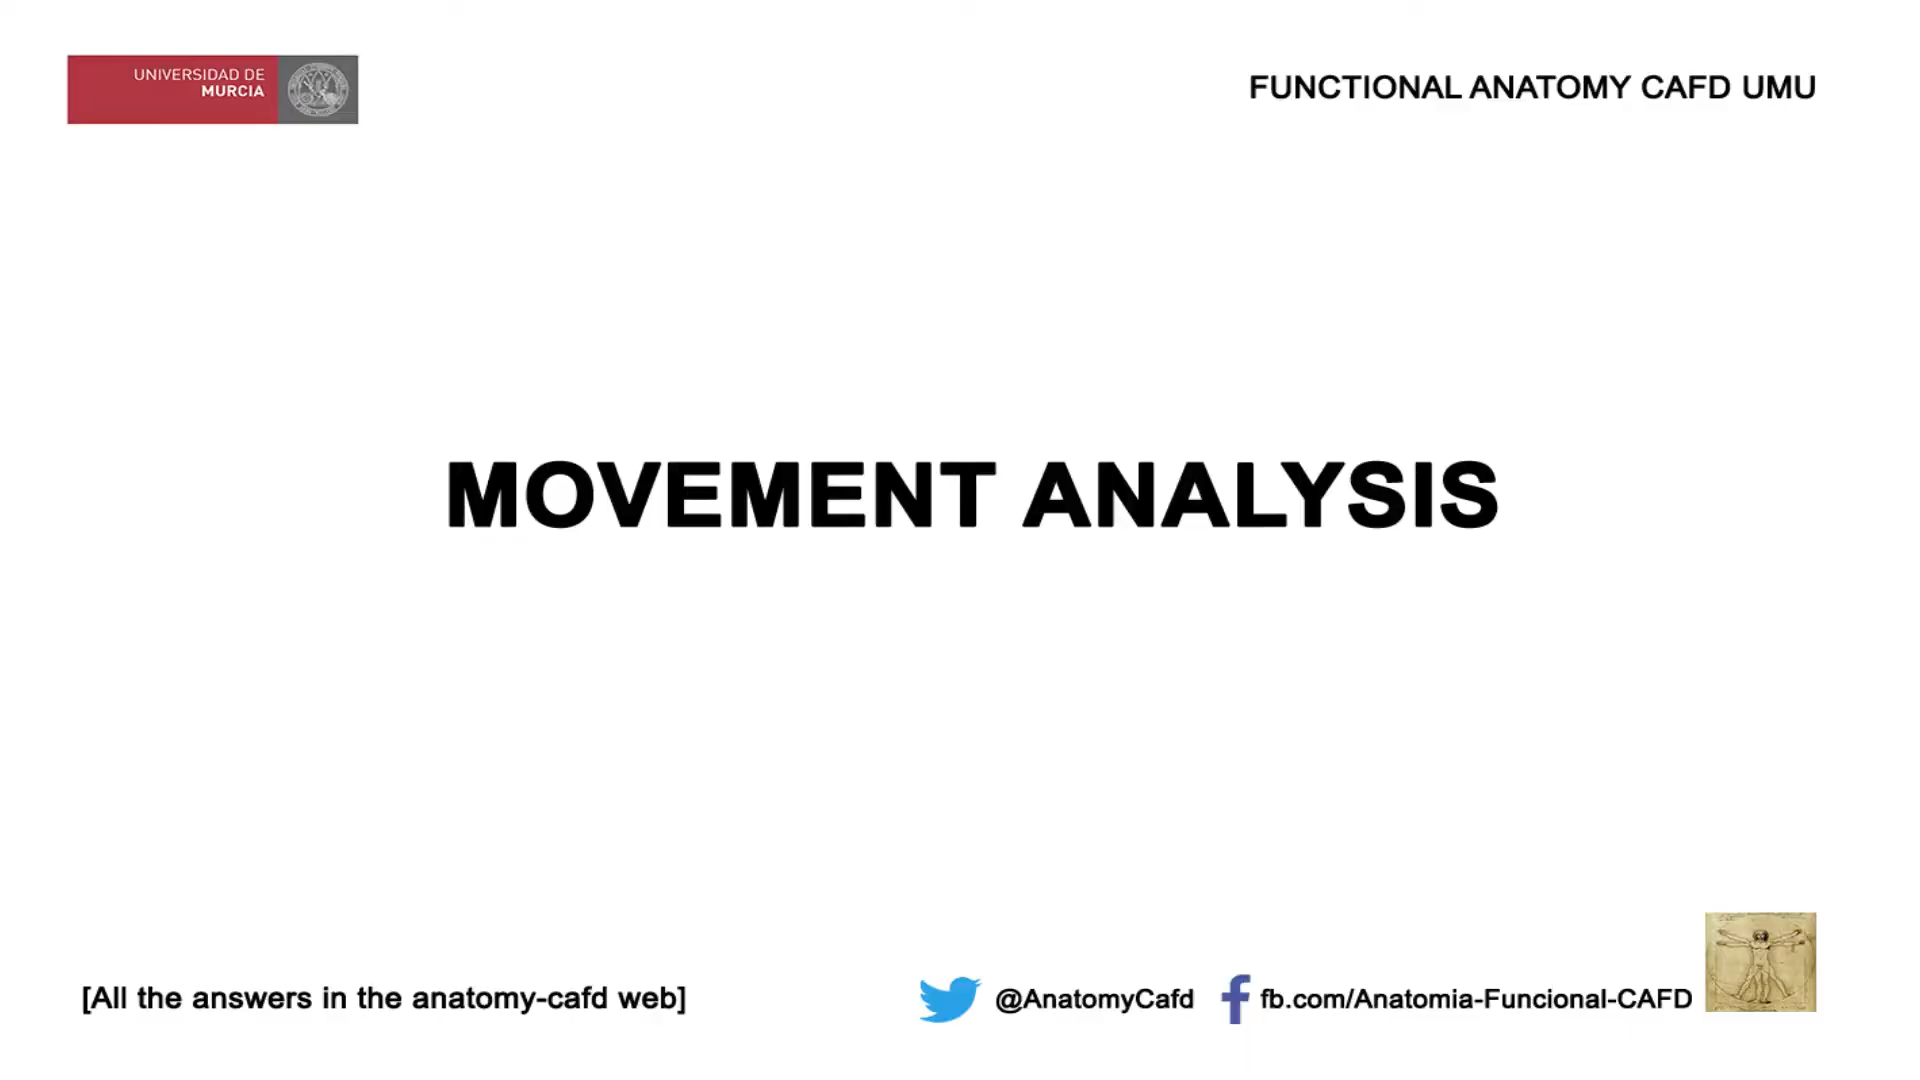 UNIVERSIDAD DE
MURCIA
FUNCTIONAL ANATOMY CAFD UMU
MOVEMENT ANALYSIS
[All the answers in the anatomy-cafd web]
@AnatomyCafd
fb.com/Anatomia-Funcional-CAFD